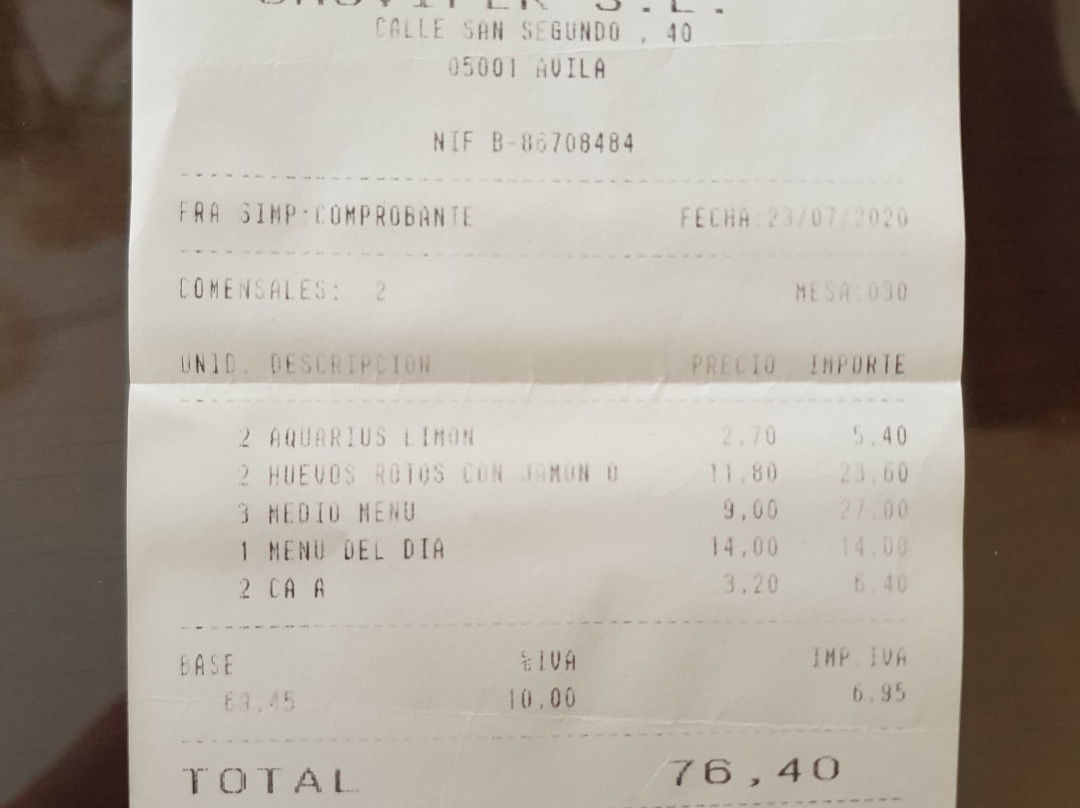 S.L.
CALLE SAN SEGUNDO , 40
05001 AVILA
NIF B-86708484
FRA SIMP:COMPROBANTE FECHA:23/07/2020
COMENSALES: 2 MESA:030
UNID. DESCRIPCION PRECIO IMPORTE
2 AQUARIUS LIMON 2.70 5.40
2 HUEVOS ROTOS CON JAMON O 11,80 23.60
3 MEDIO MENU 9,00 27.00
1 MENU DEL DIA 14,00 14.00
2 CA A 3,20 6.40
BASE %IVA IMP.IVA
69,45 10.00 6.95
TOTAL 76,40